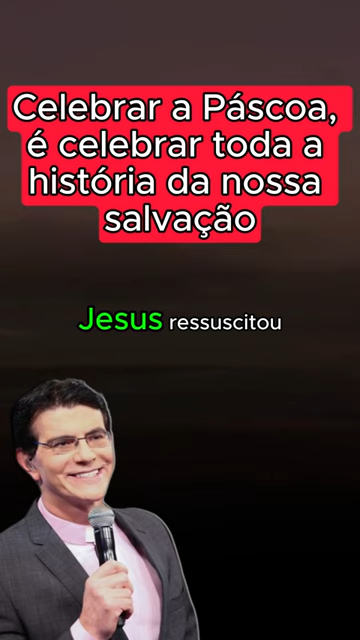 Celebrar a Páscoa,
é celebrar toda a
história da nossa
salvação
Jesus ressuscitou